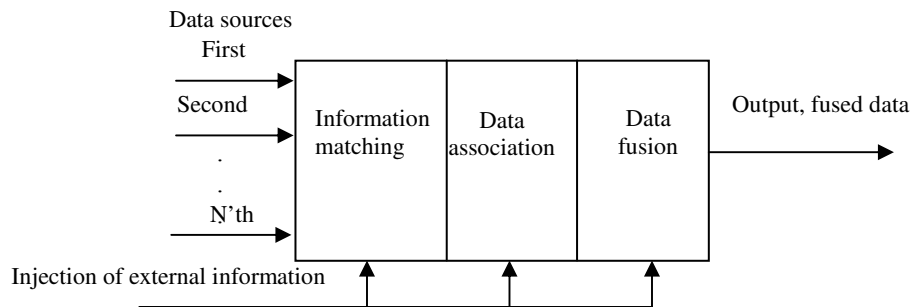 Data sources
First
Second
.
.
.
N'th
Information
matching
Data
association
Data
fusion
Output, fused data
Injection of external information